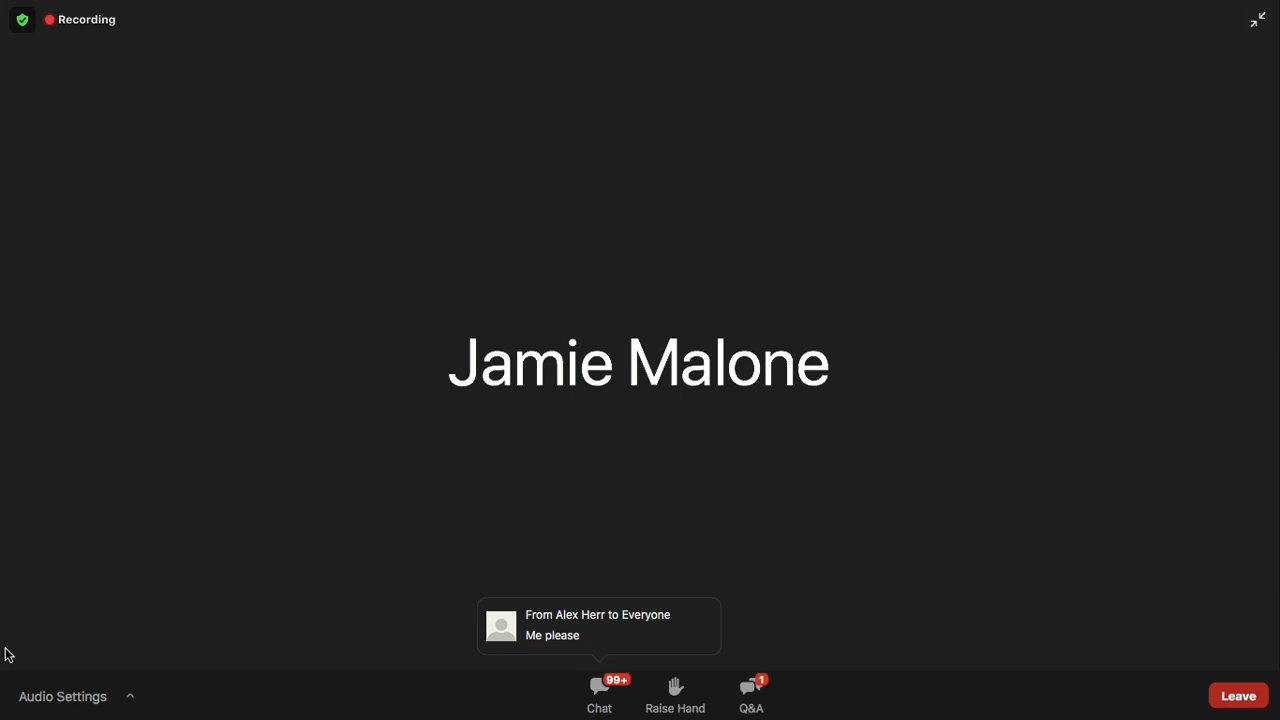 Recording
Jamie Malone
From Alex Herr to Everyone
Me please
99+
1
Audio Settings
Chat
Raise Hand
Q&A
Leave